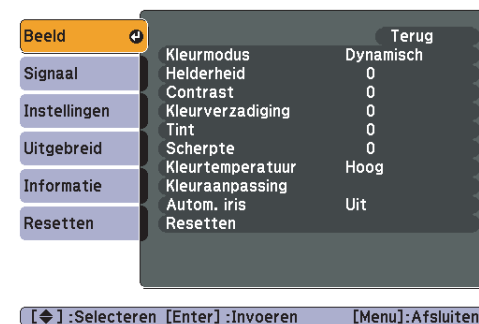 Beeld
Signaal
Instellingen
Uitgebreid
Informatie
Resetten
Terug
Kleurmodus Dynamisch
Helderheid 0
Contrast 0
Kleurverzadiging 0
Tint 0
Scherpte 0
Kleurtemperatuur Hoog
Kleuraanpassing
Autom. iris Uit
Resetten
[◆] :Selecteren [Enter] :Invoeren [Menu]:Afsluiten